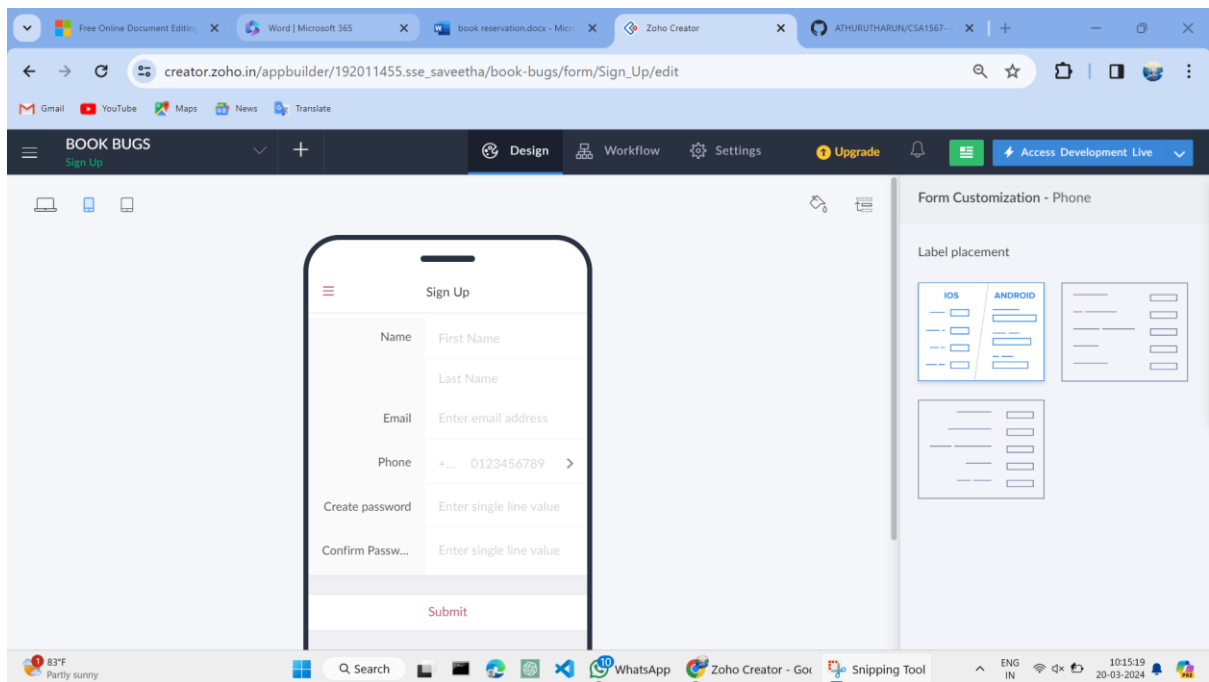 Free Online Document Editing
Word | Microsoft 365
book reservation.docx - Micro
Zoho Creator
ATHURUTHARUN/CSA1567--
creator.zoho.in/appbuilder/192011455.sse_saveetha/book-bugs/form/Sign_Up/edit
Gmail YouTube Maps News Translate
BOOK BUGS
Sign Up
Design Workflow Settings Upgrade Access Development Live
Form Customization - Phone
Label placement
IOS ANDROID
Sign Up
Name First Name
Last Name
Email Enter email address
Phone +... 0123456789
Create password Enter single line value
Confirm Passw... Enter single line value
Submit
1
83°F
Partly sunny
Search
10
WhatsApp
Zoho Creator - Goo
Snipping Tool
ENG
IN
10:15:19
20-03-2024
PRE